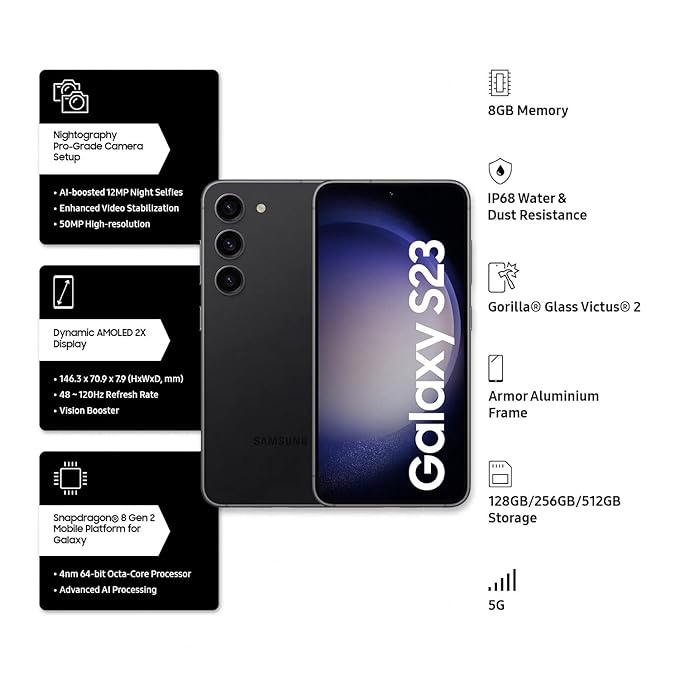 Nightography
Pro-Grade Camera
Setup
• AI-boosted 12MP Night Selfies
• Enhanced Video Stabilization
• 50MP High-resolution
Dynamic AMOLED 2X
Display
• 146.3 x 70.9 x 7.9 (HxWxD, mm)
• 48 ~ 120Hz Refresh Rate
• Vision Booster
Snapdragon® 8 Gen 2
Mobile Platform for
Galaxy
• 4nm 64-bit Octa-Core Processor
• Advanced AI Processing
SAMSUNG
Galaxy S23
8GB Memory
IP68 Water &
Dust Resistance
Gorilla® Glass Victus® 2
Armor Aluminium
Frame
128GB/256GB/512GB
Storage
5G